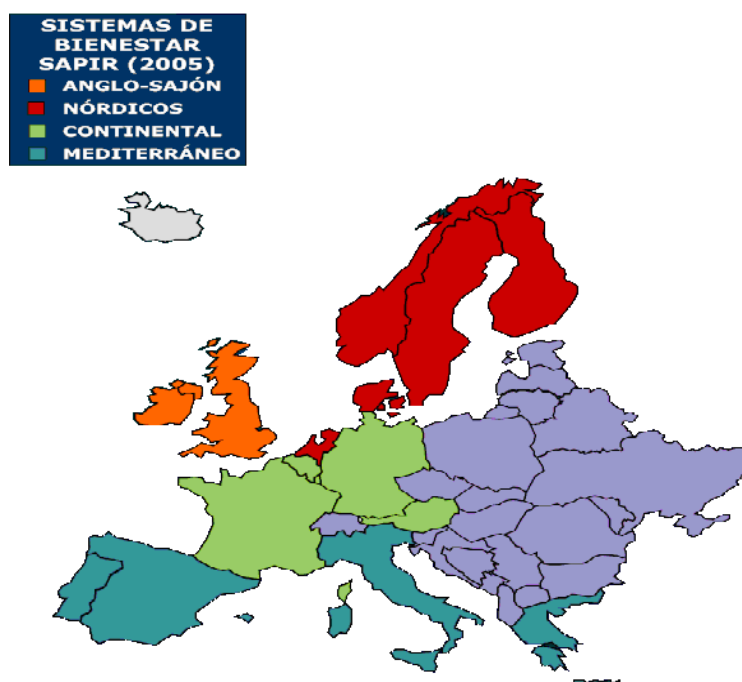 SISTEMAS DE
BIENESTAR
SAPIR (2005)
ANGLO-SAJÓN
NÓRDICOS
CONTINENTAL
MEDITERRÁNEO